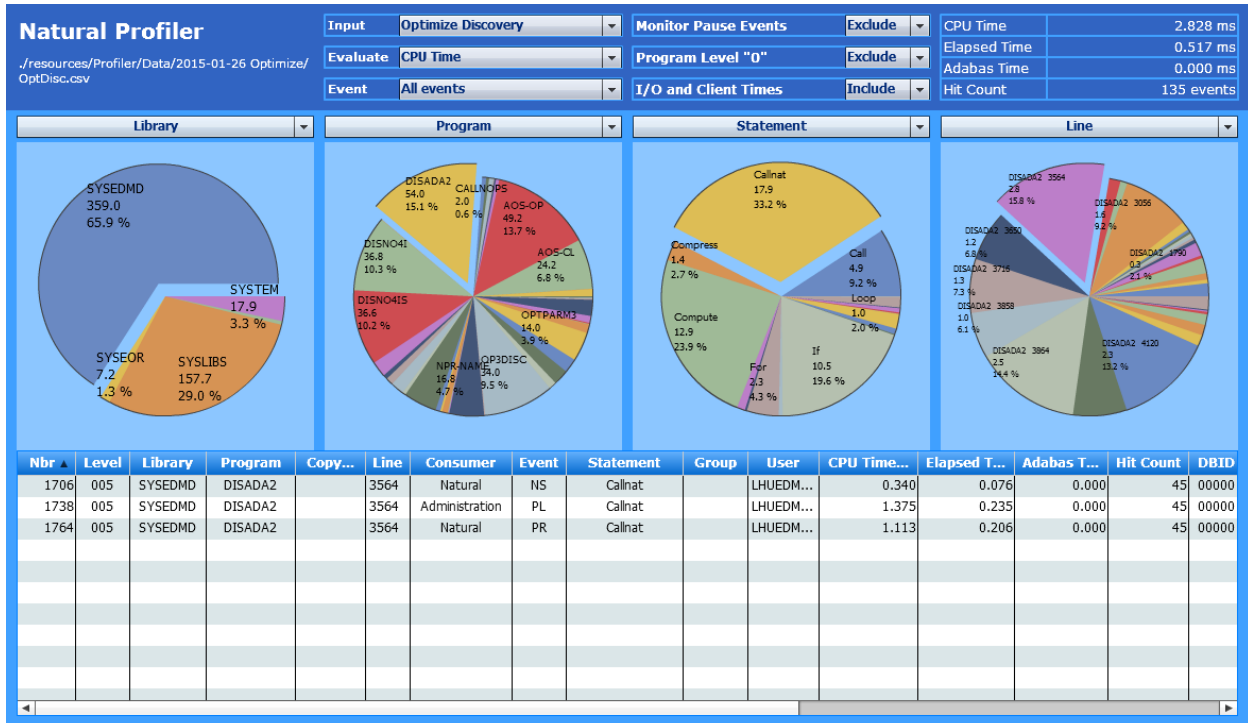 Natural Profiler
./resources/Profiler/Data/2015-01-26 Optimize/
OptDisc.csv
Input Optimize Discovery
Evaluate CPU Time
Event All events
Monitor Pause Events Exclude
Program Level "0" Exclude
I/O and Client Times Include
CPU Time 2.828 ms
Elapsed Time 0.517 ms
Adabas Time 0.000 ms
Hit Count 135 events
Library
SYSEDMD
359.0
65.9 %
SYSTEM
17.9
3.3 %
SYSEOR
7.2
1.3 %
SYSLIBS
157.7
29.0 %
Program
DISADA2
54.0
15.1 %
CALLNOPS
2.0
0.6 %
AOS-OP
49.2
13.7 %
DISNO4I
36.8
10.3 %
AOS-CL
24.2
6.8 %
DISNO4IS
36.6
10.2 %
OPTPARM3
14.0
3.9 %
NPR-NAME
16.8
4.7 %
OP3DISC
34.0
9.5 %
Statement
Callnat
17.9
33.2 %
Compress
1.4
2.7 %
Call
4.9
9.2 %
Loop
1.0
2.0 %
Compute
12.9
23.9 %
If
10.5
19.6 %
For
2.3
4.3 %
Line
DISADA2 3564
2.8
15.8 %
DISADA2 3056
1.6
9.2 %
DISADA2 3650
1.2
6.8 %
DISADA2 1790
0.3
2.1 %
DISADA2 3716
1.3
7.3 %
DISADA2 3858
1.0
6.1 %
DISADA2 3864
2.5
14.4 %
DISADA2 4120
2.3
13.2 %
Nbr Level Library Program Copy... Line Consumer Event Statement Group User CPU Time... Elapsed T... Adabas T... Hit Count DBID
1706 005 SYSEDMD DISADA2 3564 Natural NS Callnat LHUEDM... 0.340 0.076 0.000 45 00000
1738 005 SYSEDMD DISADA2 3564 Administration PL Callnat LHUEDM... 1.375 0.235 0.000 45 00000
1764 005 SYSEDMD DISADA2 3564 Natural PR Callnat LHUEDM... 1.113 0.206 0.000 45 00000